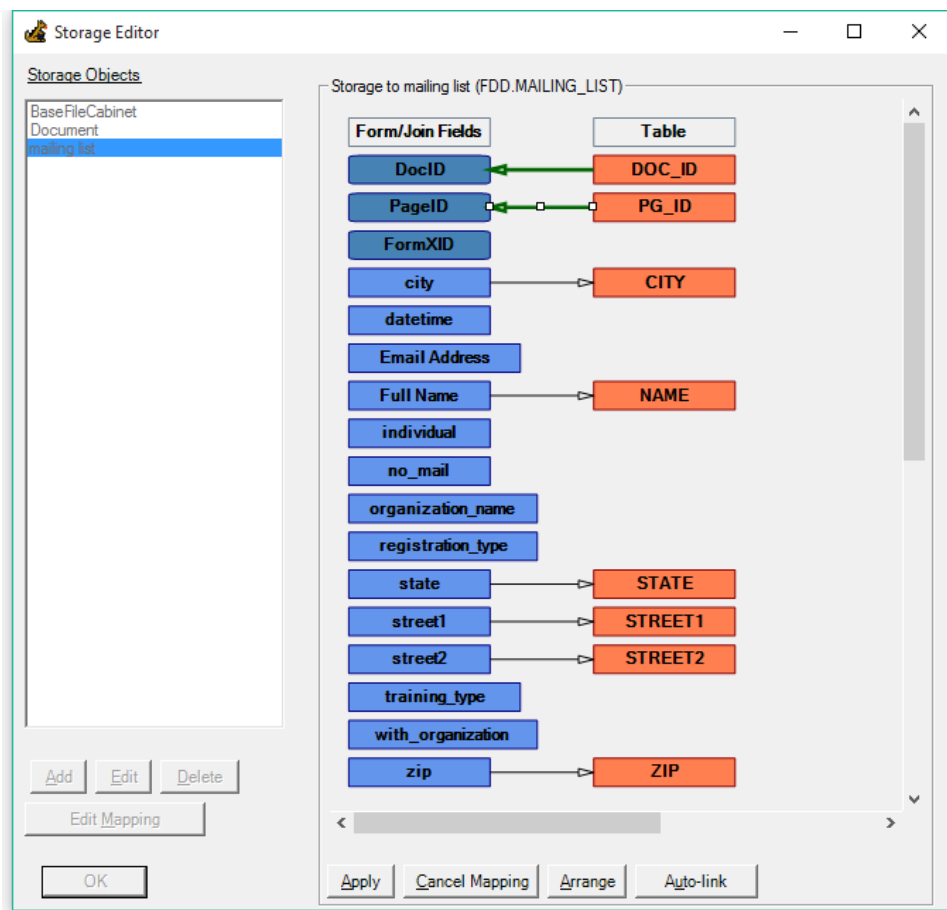 Storage Editor
Storage Objects
BaseFileCabinet
Document
mailing list
Add Edit Delete
Edit Mapping
OK
Storage to mailing list (FDD.MAILING_LIST)
Form/Join Fields Table
DocID DOC_ID
PageID PG_ID
FormXID
city CITY
datetime
Email Address
Full Name NAME
individual
no_mail
organization_name
registration_type
state STATE
street1 STREET1
street2 STREET2
training_type
with_organization
zip ZIP
Apply Cancel Mapping Arrange Auto-link